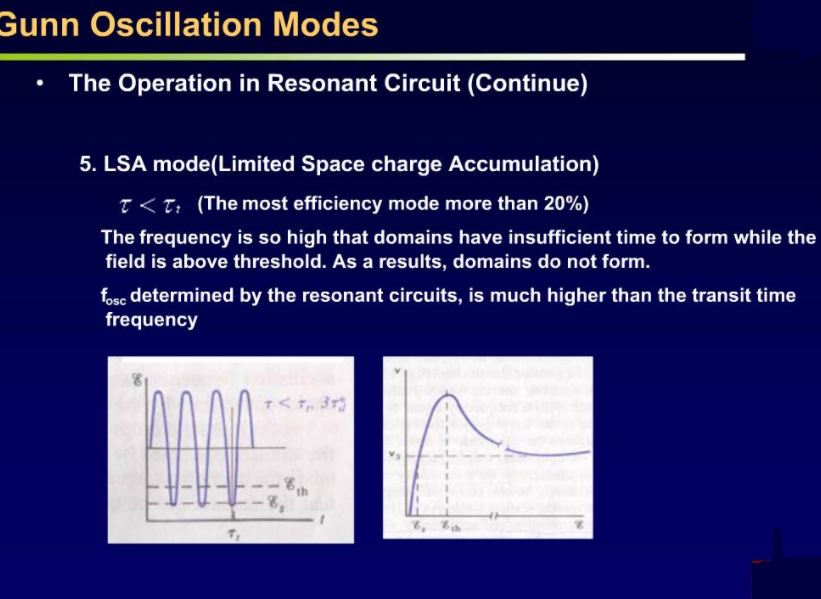 Gunn Oscillation Modes
• The Operation in Resonant Circuit (Continue)
5. LSA mode(Limited Space charge Accumulation)
τ < τt (The most efficiency mode more than 20%)
The frequency is so high that domains have insufficient time to form while the
field is above threshold. As a results, domains do not form.
fosc determined by the resonant circuits, is much higher than the transit time
frequency
ℰ
τ < τt, 3τd*
ℰth
ℰs
t
τt
v
vs
ℰs ℰth ℰ